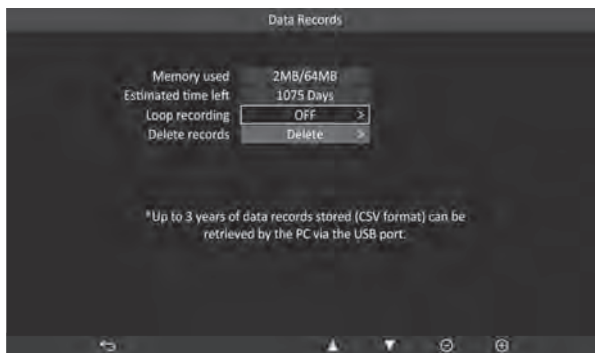 Data Records
Memory used 2MB/64MB
Estimated time left 1075 Days
Loop recording OFF >
Delete records Delete >
*Up to 3 years of data records stored (CSV format) can be
retrieved by the PC via the USB port.